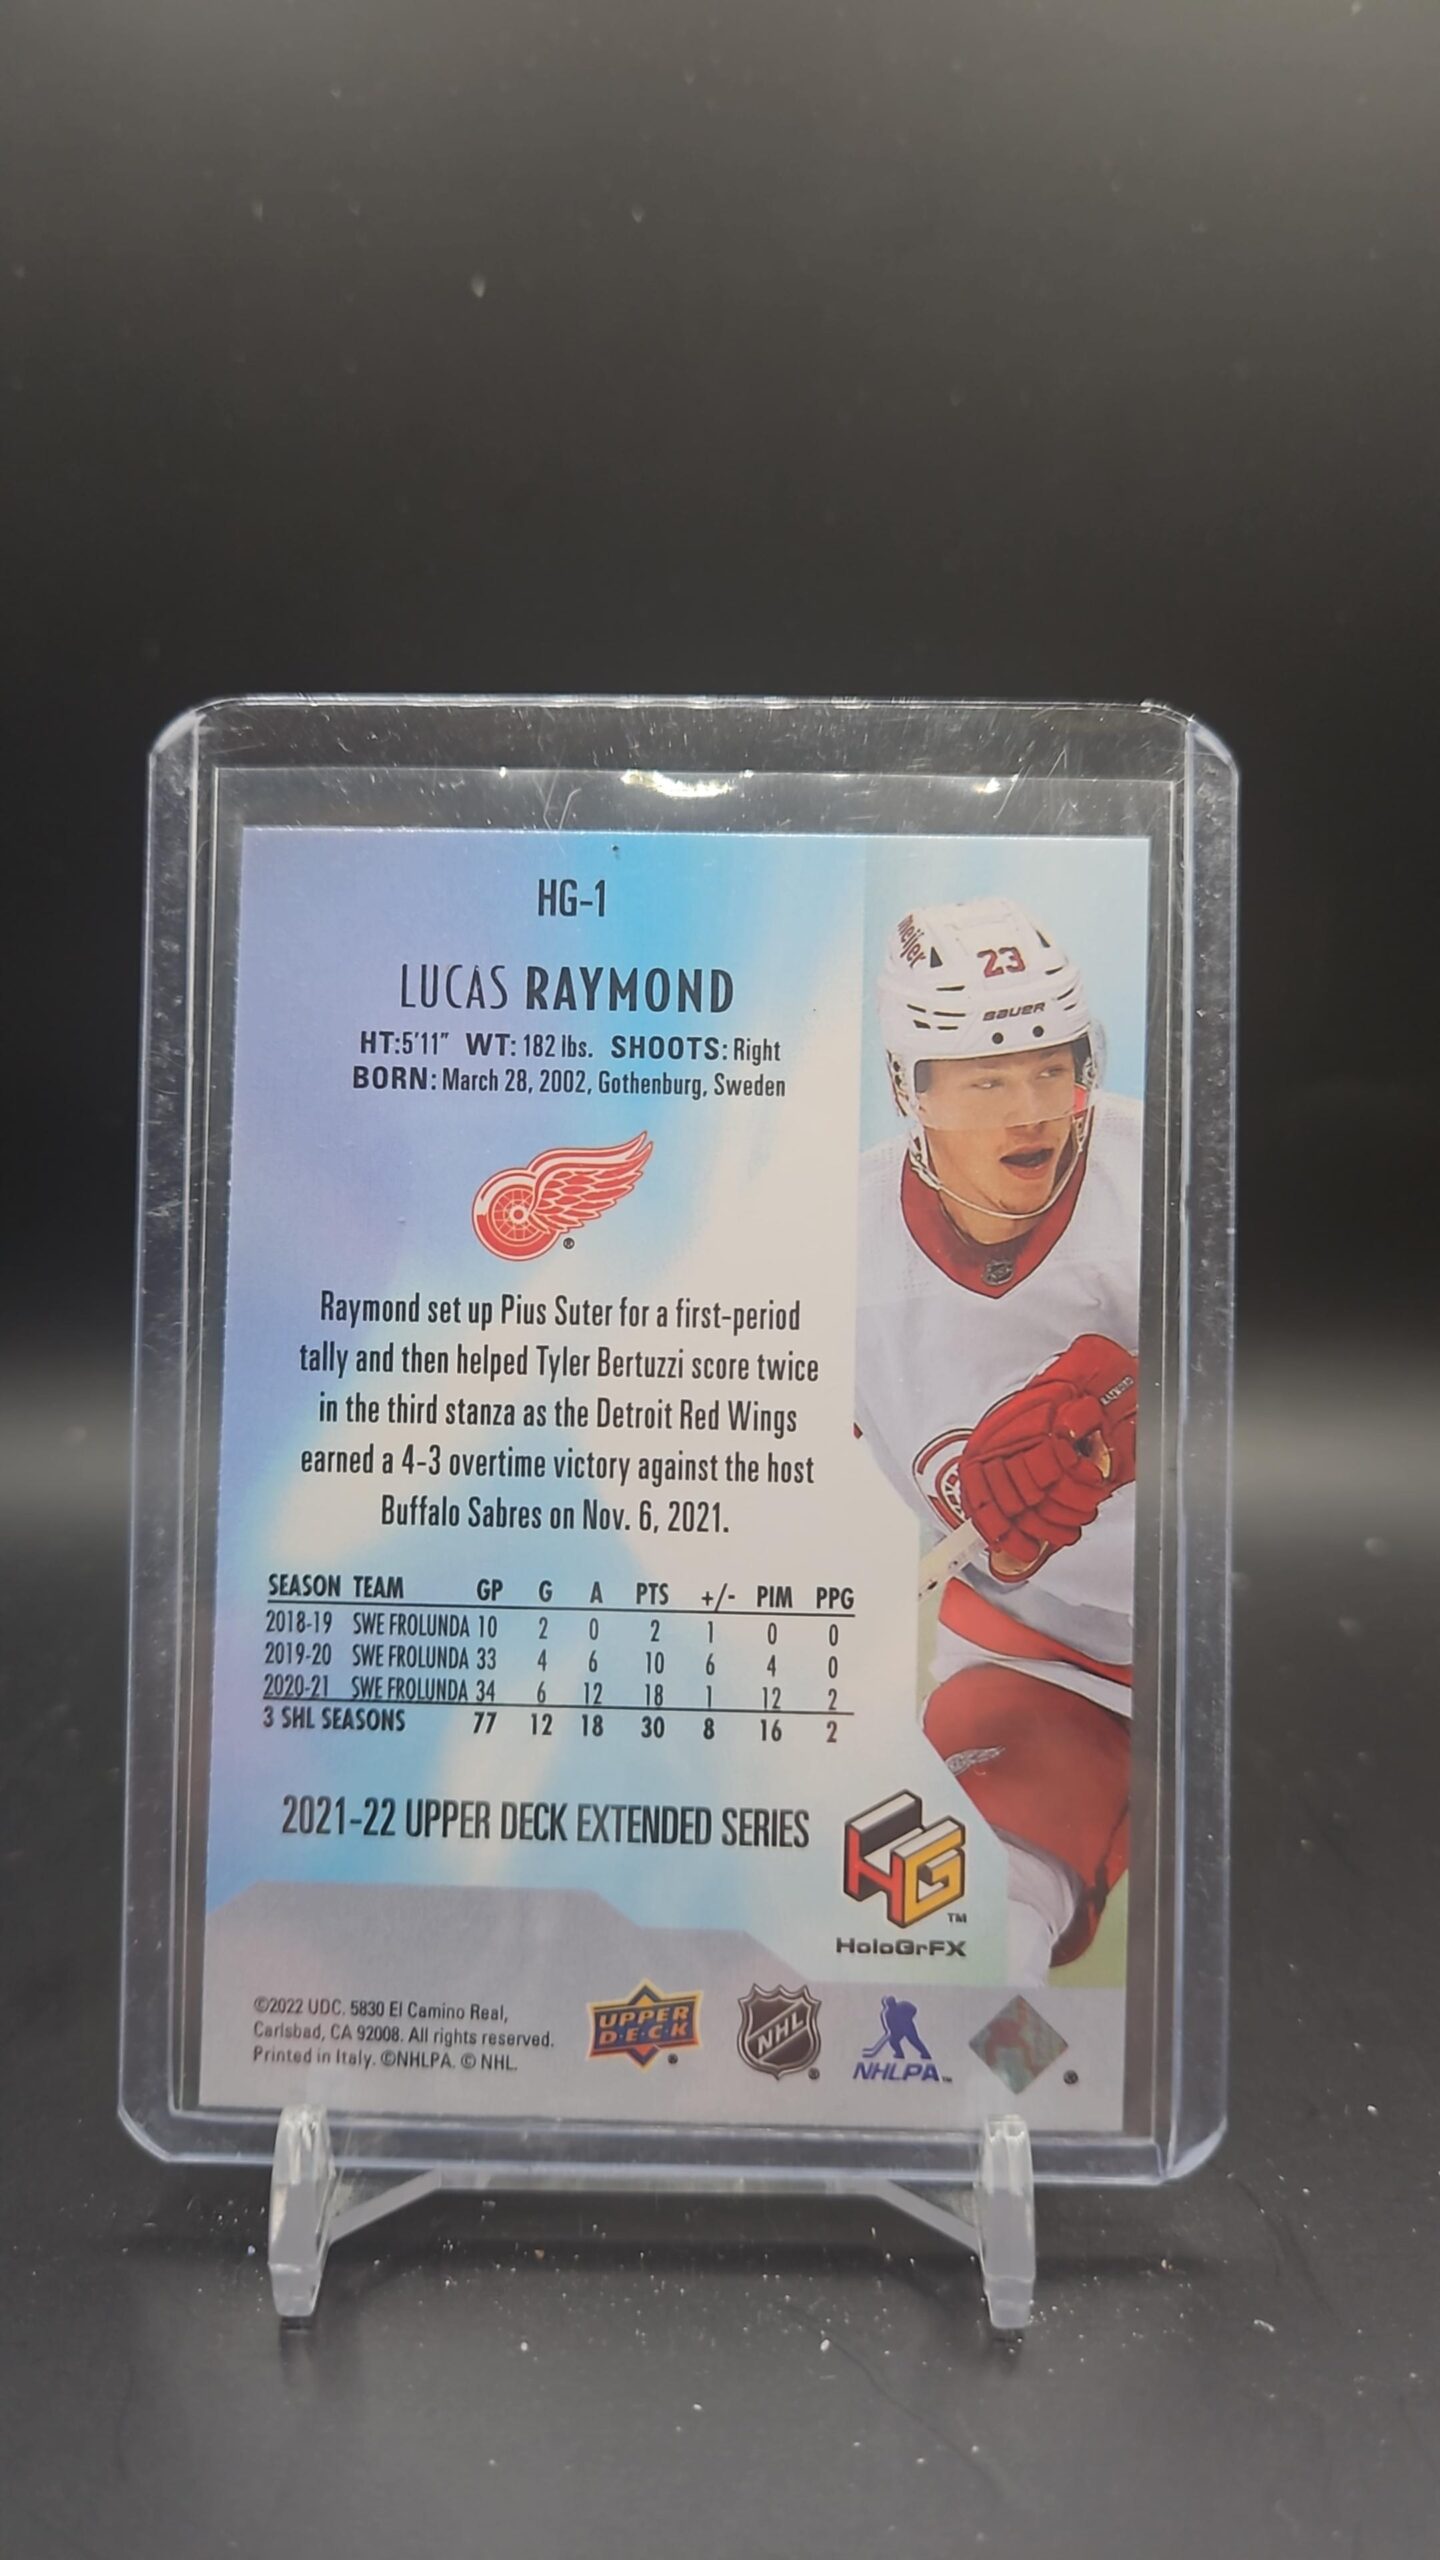 HG-1
LUCAS RAYMOND
HT:5'11" WT: 182 lbs. SHOOTS: Right
BORN: March 28, 2002, Gothenburg, Sweden
Raymond set up Pius Suter for a first-period
tally and then helped Tyler Bertuzzi score twice
in the third stanza as the Detroit Red Wings
earned a 4-3 overtime victory against the host
Buffalo Sabres on Nov. 6, 2021.
SEASON TEAM GP G A PTS +/- PIM PPG
2018-19 SWE FROLUNDA 10 2 0 2 1 0 0
2019-20 SWE FROLUNDA 33 4 6 10 6 4 0
2020-21 SWE FROLUNDA 34 6 12 18 1 12 2
3 SHL SEASONS 77 12 18 30 8 16 2
2021-22 UPPER DECK EXTENDED SERIES
HG™
HoloGrFX
©2022 UDC. 5830 El Camino Real,
Carlsbad, CA 92008. All rights reserved.
Printed in Italy. ©NHLPA. © NHL.
UPPER
D·E·C·K
®
NHL
®
NHLPA™
®
meijer
23
BAUER